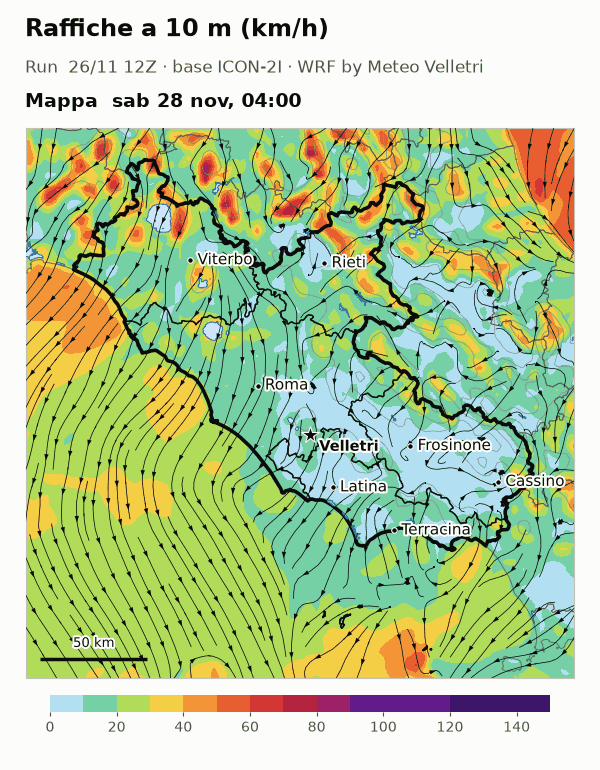 Raffiche a 10 m (km/h)
Run 26/11 12Z · base ICON-2I · WRF by Meteo Velletri
Mappa sab 28 nov, 04:00
Viterbo
Rieti
Roma
Velletri
Frosinone
Cassino
Latina
Terracina
50 km
0 20 40 60 80 100 120 140